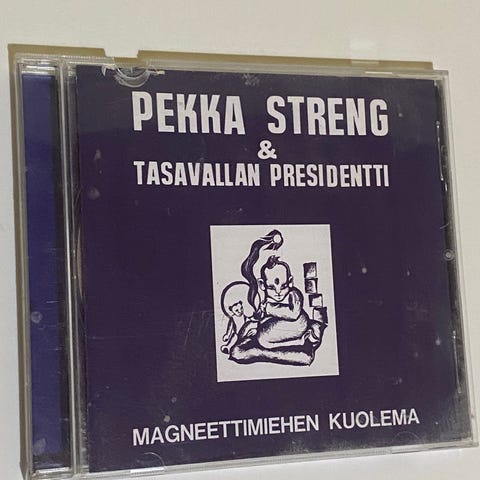 PEKKA STRENG
&
TASAVALLAN PRESIDENTTI
MAGNEETTIMIEHEN KUOLEMA